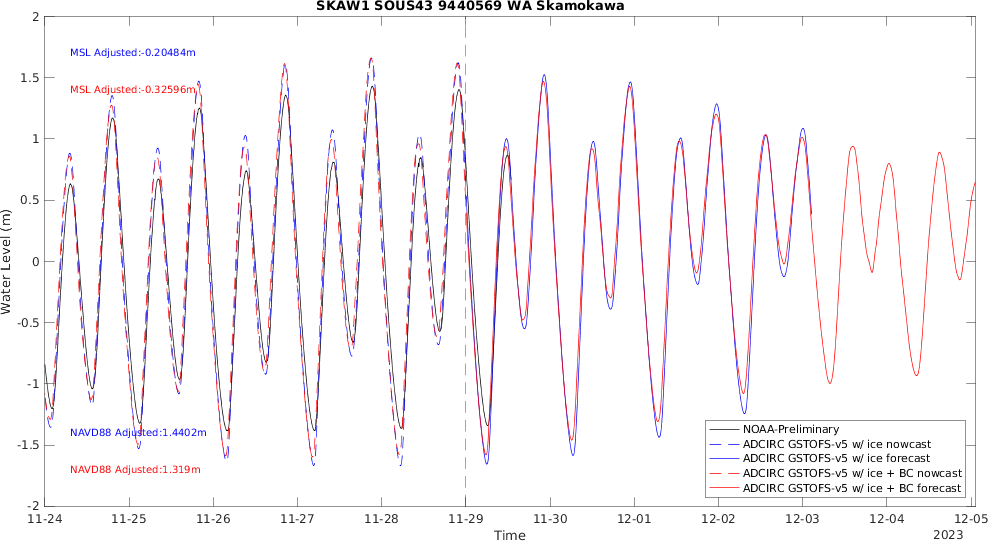 SKAW1 SOUS43 9440569 WA Skamokawa
2
1.5
1
0.5
0
-0.5
-1
-1.5
-2
Water Level (m)
MSL Adjusted:-0.20484m
MSL Adjusted:-0.32596m
NAVD88 Adjusted:1.4402m
NAVD88 Adjusted:1.319m
NOAA-Preliminary
ADCIRC GSTOFS-v5 w/ ice nowcast
ADCIRC GSTOFS-v5 w/ ice forecast
ADCIRC GSTOFS-v5 w/ ice + BC nowcast
ADCIRC GSTOFS-v5 w/ ice + BC forecast
11-24 11-25 11-26 11-27 11-28 11-29 11-30 12-01 12-02 12-03 12-04 12-05
Time
2023